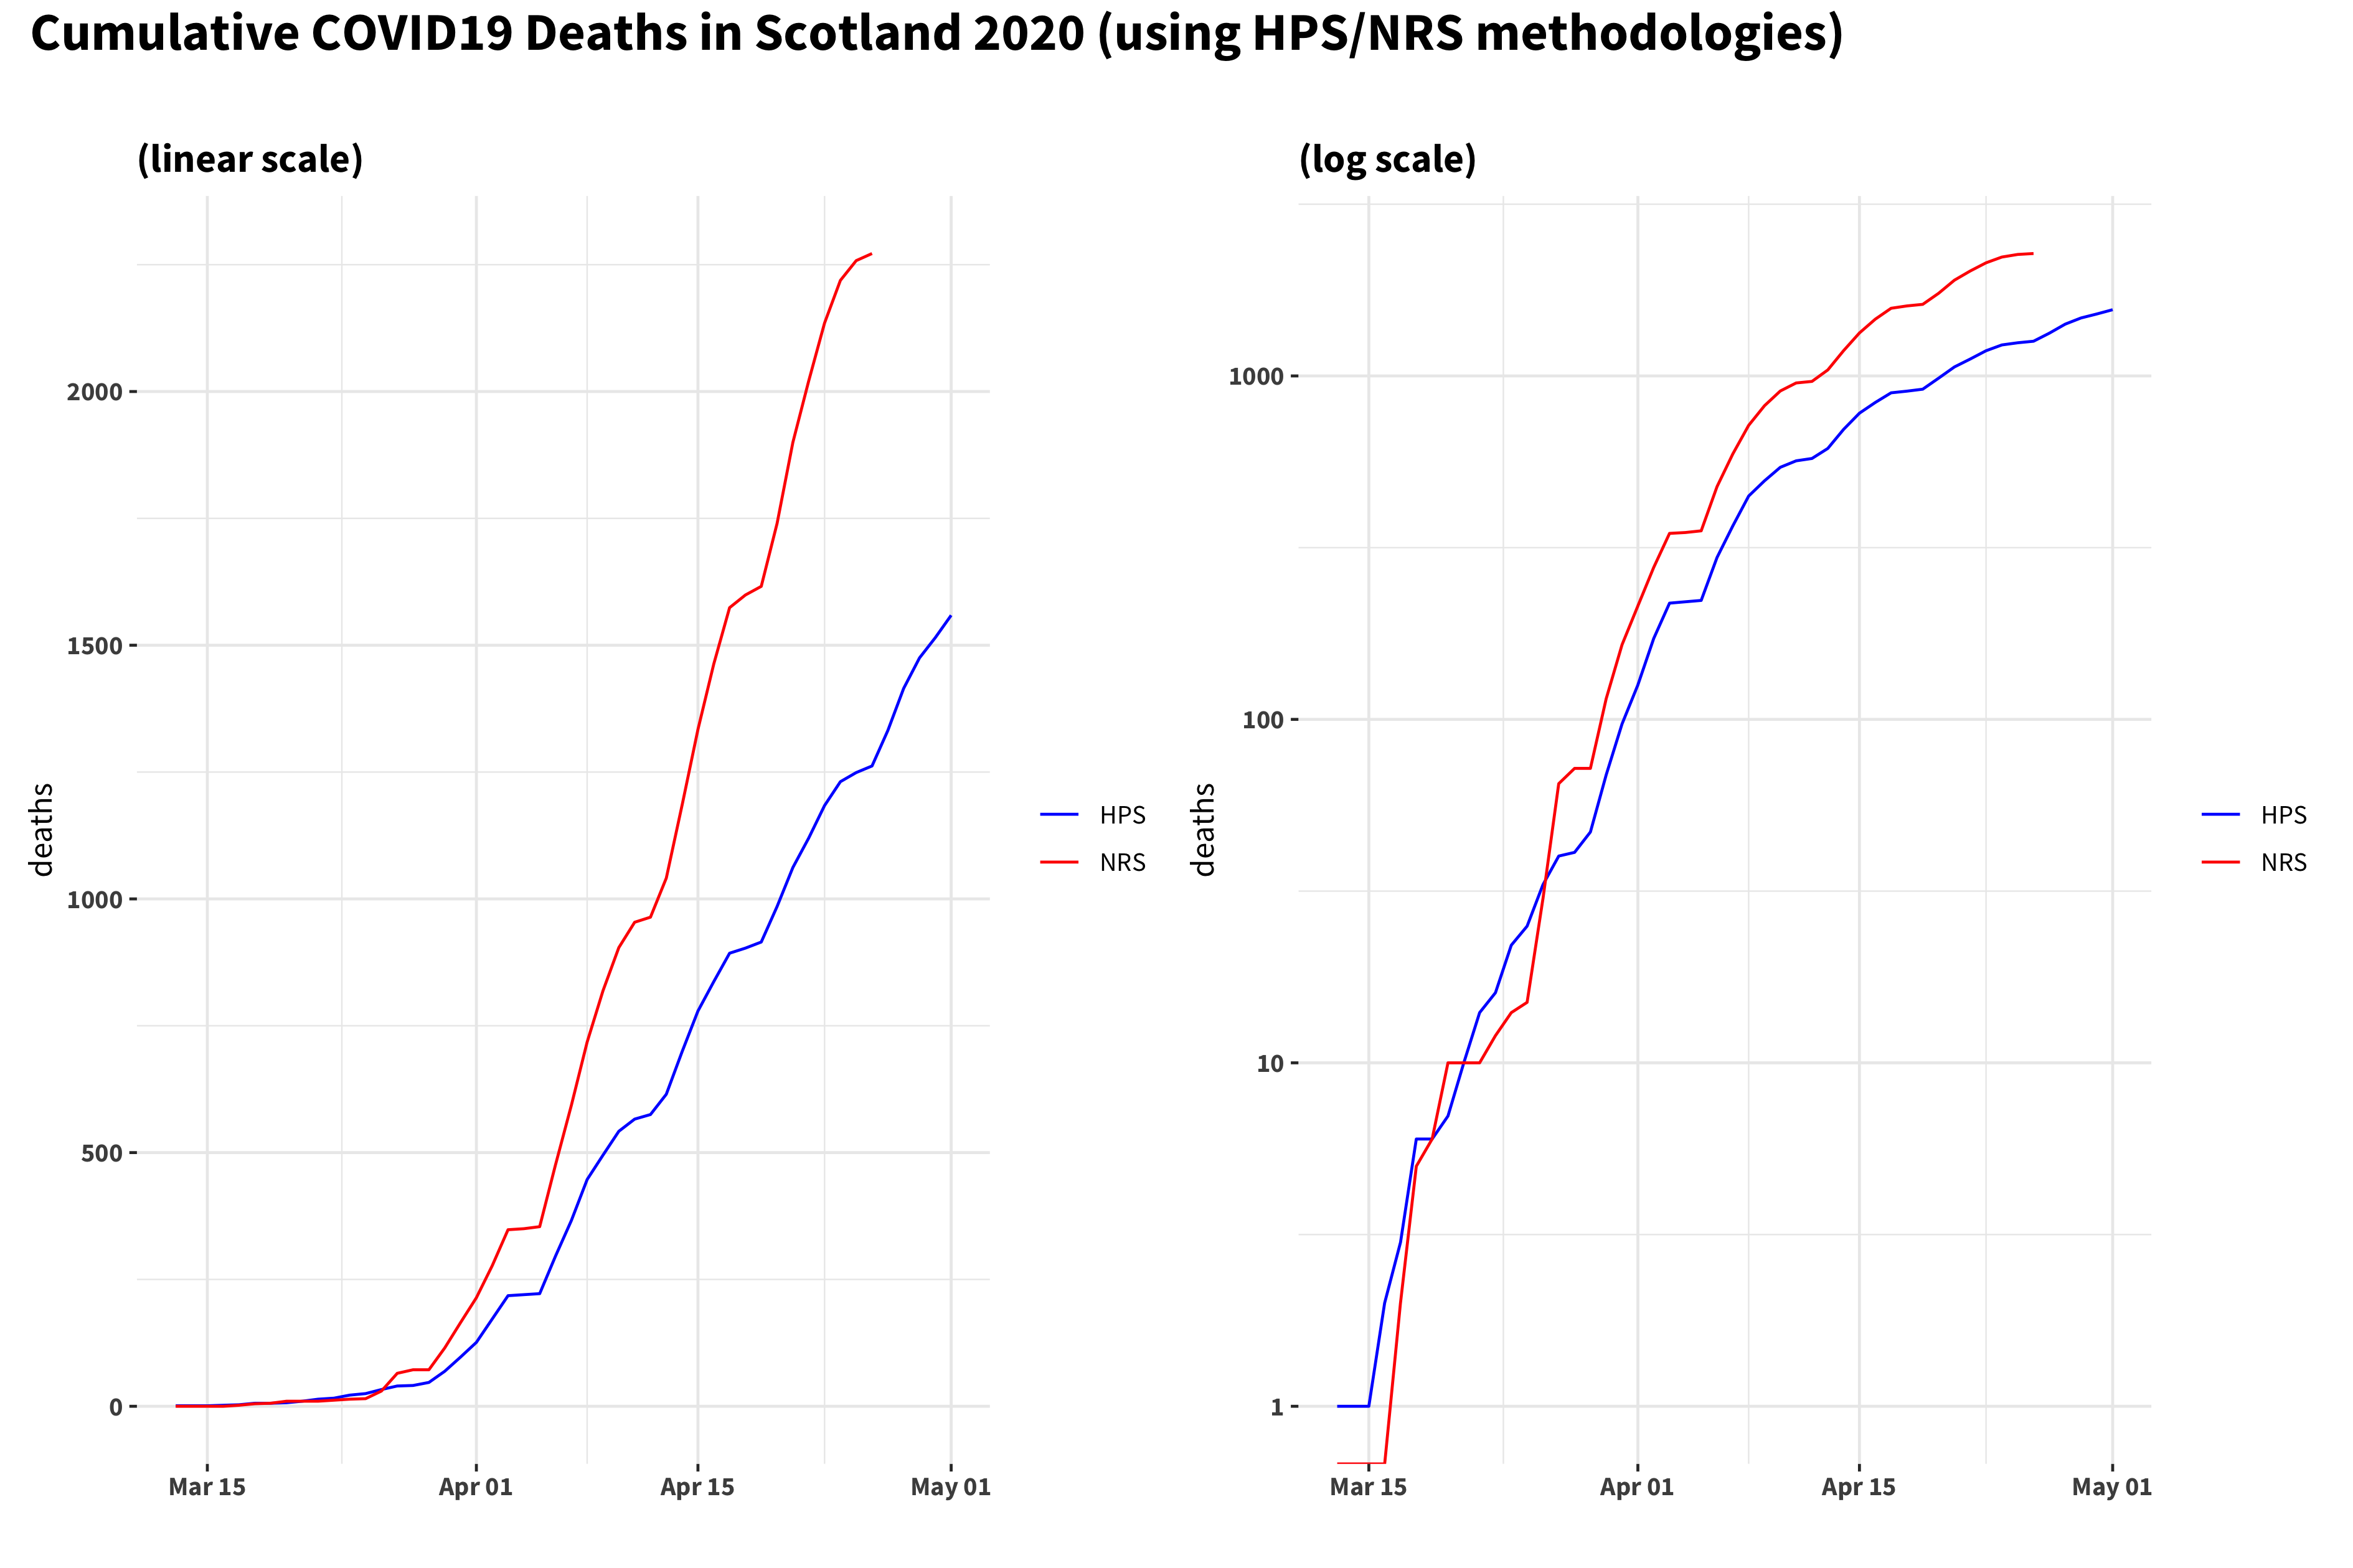 Cumulative COVID19 Deaths in Scotland 2020 (using HPS/NRS methodologies)
(linear scale)
deaths
2000
1500
1000
500
0
Mar 15 Apr 01 Apr 15 May 01
HPS
NRS
(log scale)
deaths
1000
100
10
1
Mar 15 Apr 01 Apr 15 May 01
HPS
NRS